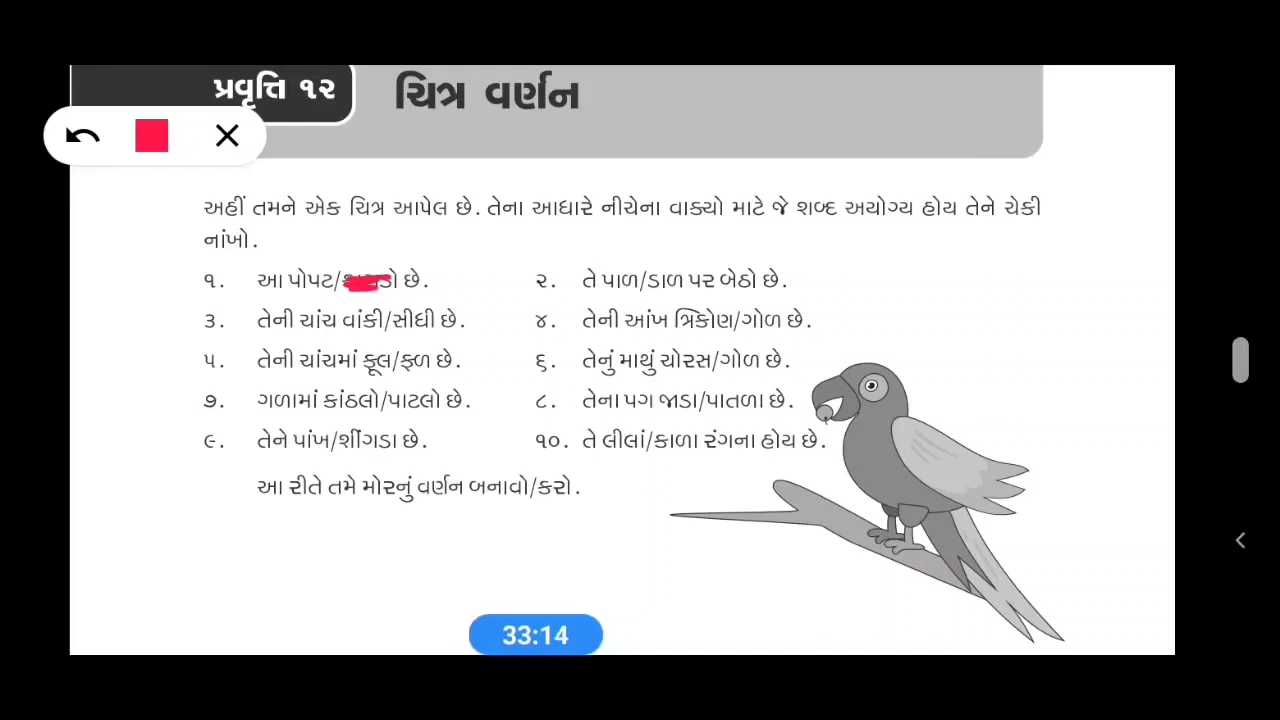 પ્રવૃત્તિ ૧૨
ચિત્ર વર્ણન
અહીં તમને એક ચિત્ર આપેલ છે. તેના આધારે નીચેના વાક્યો માટે જે શબ્દ અયોગ્ય હોય તેને ચેકી
નાંખો.
૧. આ પોપટ/ છે.
૨. તે પાળ/ડાળ પર બેઠો છે.
૩. તેની ચાંચ વાંકી/સીધી છે.
૪. તેની આંખ ત્રિકોણ/ગોળ છે.
૫. તેની ચાંચમાં ફૂલ/ફળ છે.
૬. તેનું માથું ચોરસ/ગોળ છે.
૭. ગળામાં કાંઠલો/પાટલો છે.
૮. તેના પગ જાડા/પાતળા છે.
૯. તેને પાંખ/શીંગડા છે.
૧૦. તે લીલાં/કાળા રંગના હોય છે.
આ રીતે તમે મોરનું વર્ણન બનાવો/કરો.
33:14